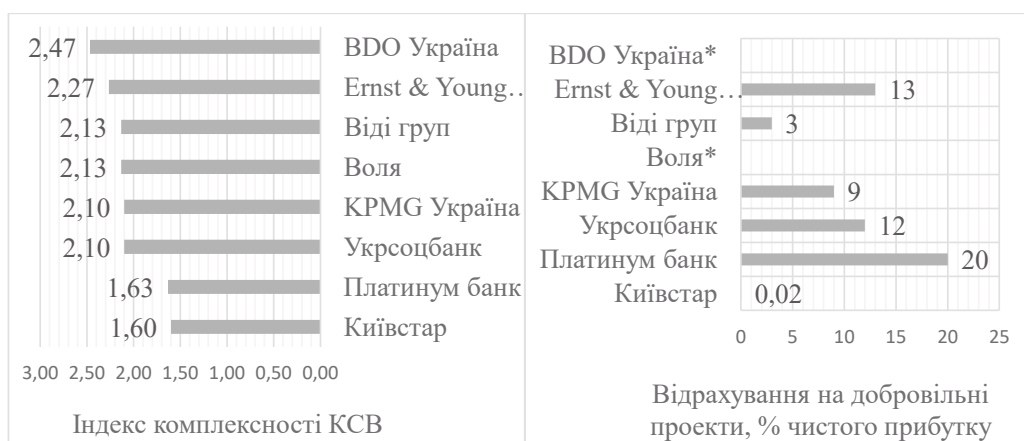 2,47 BDO Україна
2,27 Ernst & Young…
2,13 Віді груп
2,13 Воля
2,10 KPMG Україна
2,10 Укрсоцбанк
1,63 Платинум банк
1,60 Київстар
3,00 2,50 2,00 1,50 1,00 0,50 0,00
Індекс комплексності КСВ
BDO Україна*
Ernst & Young… 13
Віді груп 3
Воля*
KPMG Україна 9
Укрсоцбанк 12
Платинум банк 20
Київстар 0,02
0 5 10 15 20 25
Відрахування на добровільні
проекти, % чистого прибутку